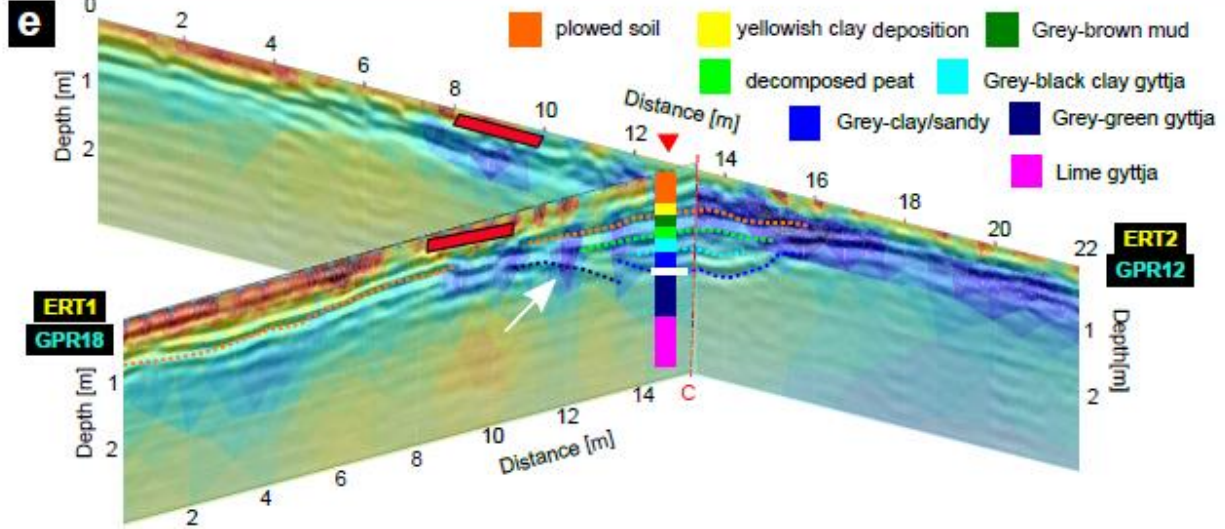 e
plowed soil
yellowish clay deposition
Grey-brown mud
decomposed peat
Grey-black clay gyttja
Grey-clay/sandy
Grey-green gyttja
Lime gyttja
0
2
4
6
8
10
12
14
16
18
20
22
Distance [m]
Depth [m]
1
2
ERT2
GPR12
1
2
Depth[m]
ERT1
GPR18
1
2
Depth [m]
2
4
6
8
10
12
14
Distance [m]
C